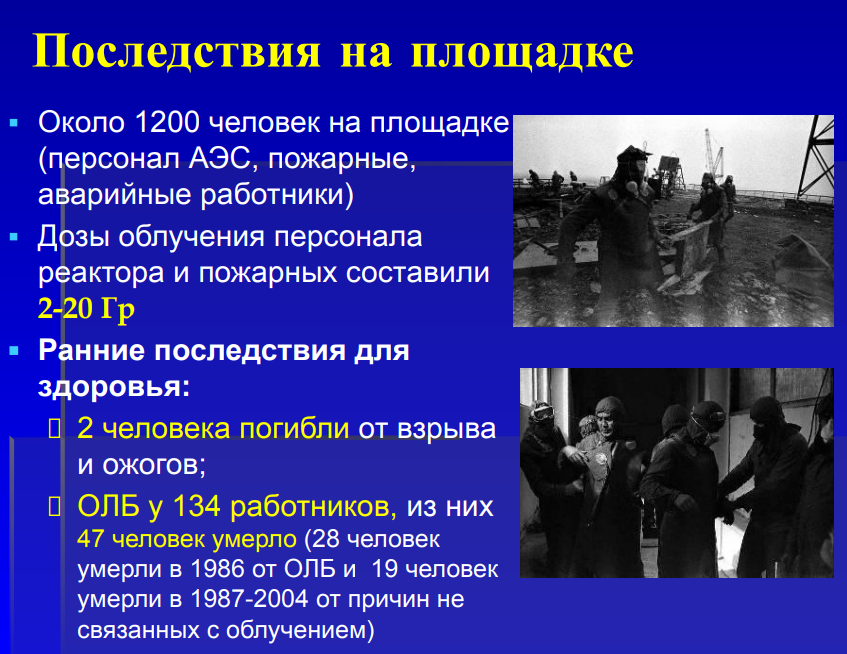 Последствия на площадке
Около 1200 человек на площадке
(персонал АЭС, пожарные,
аварийные работники)
Дозы облучения персонала
реактора и пожарных составили
2-20 Гр
Ранние последствия для
здоровья:
2 человека погибли от взрыва
и ожогов;
ОЛБ у 134 работников, из них
47 человек умерло (28 человек
умерли в 1986 от ОЛБ и 19 человек
умерли в 1987-2004 от причин не
связанных с облучением)